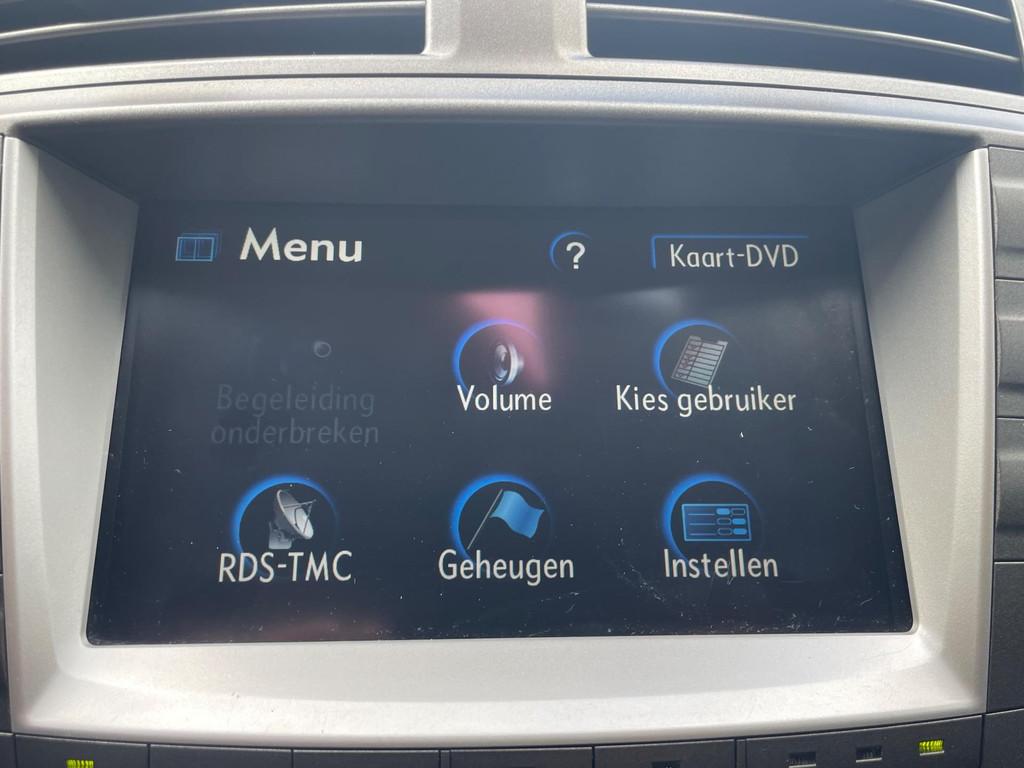 Menu
?
Kaart-DVD
Begeleiding
onderbreken
Volume
Kies gebruiker
RDS-TMC
Geheugen
Instellen